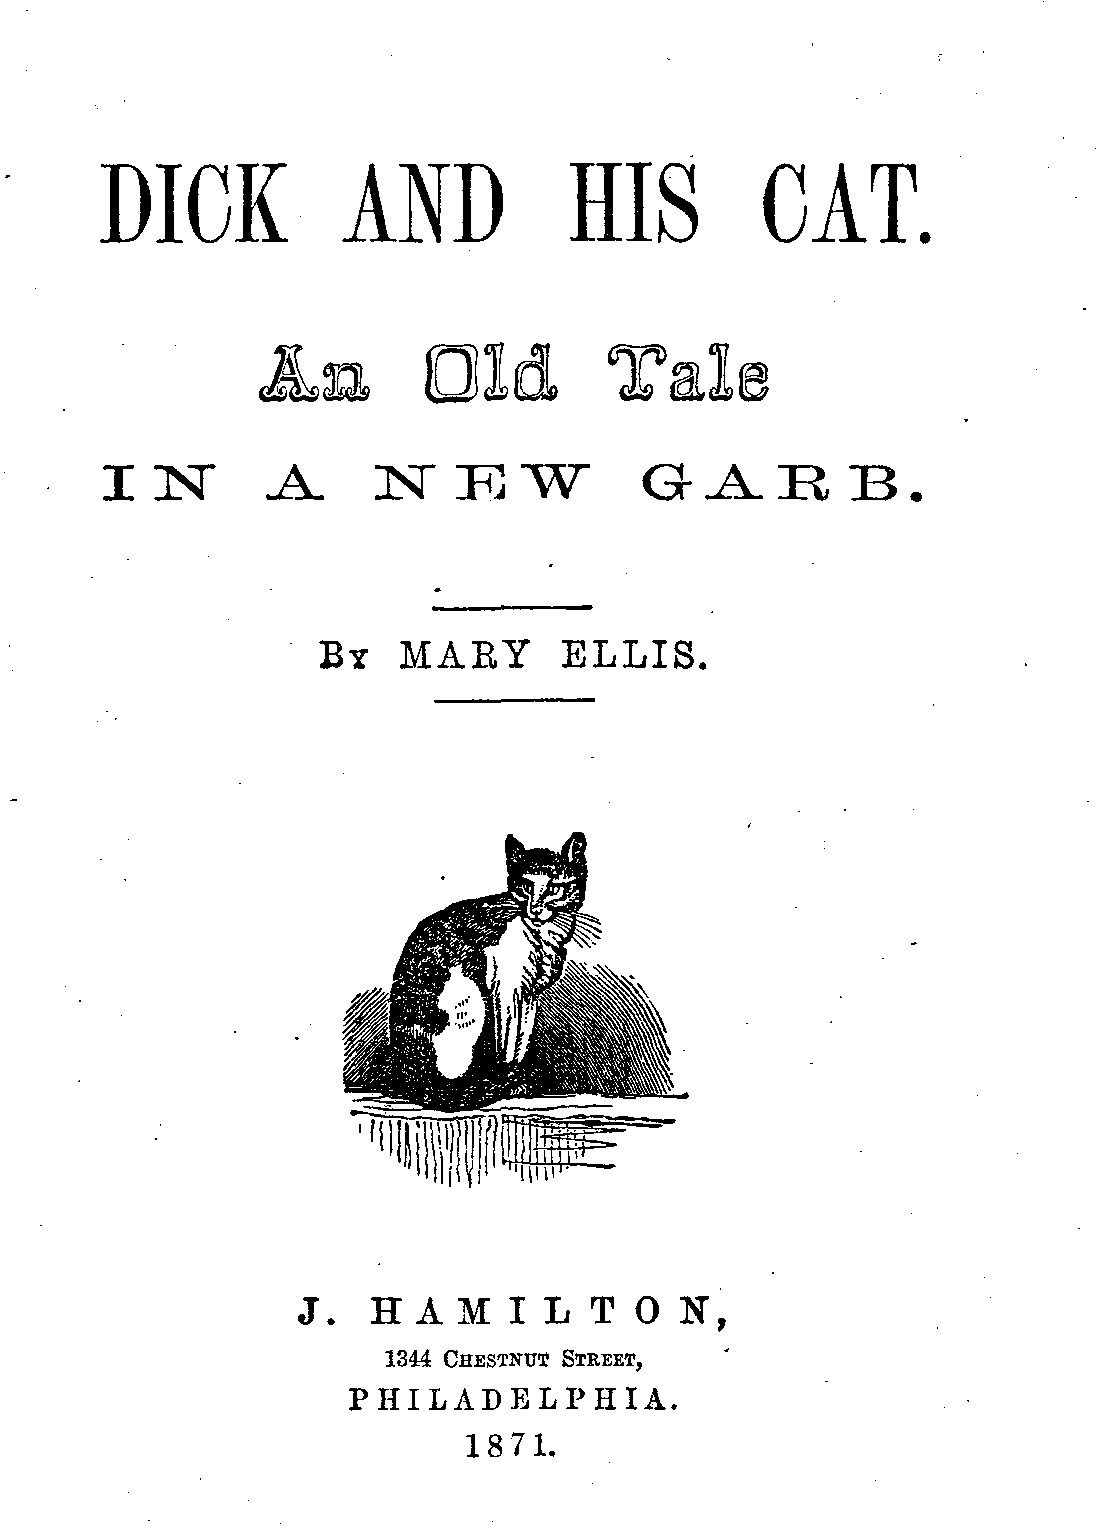 DICK AND HIS CAT.
An Old Tale
IN A NEW GARB.
BY MARY ELLIS.
J. HAMILTON,
1344 CHESTNUT STREET,
PHILADELPHIA.
1871.